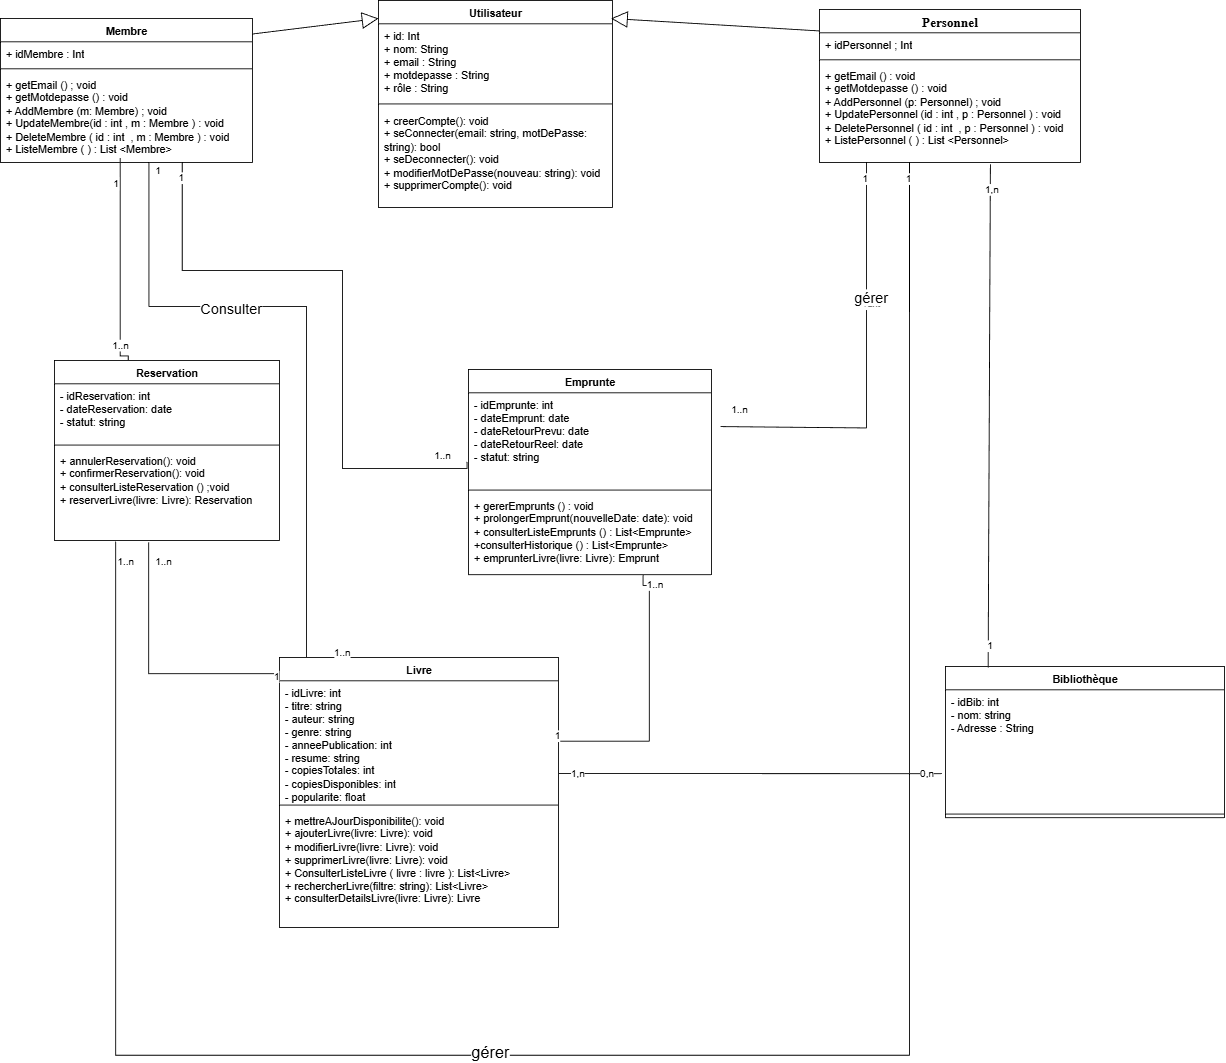 Membre
+ idMembre : Int
+ getEmail () ; void
+ getMotdepasse () : void
+ AddMembre (m: Membre) ; void
+ UpdateMembre(id : int , m : Membre ) : void
+ DeleteMembre ( id : int , m : Membre ) : void
+ ListeMembre ( ) : List <Membre>
Utilisateur
+ id: Int
+ nom: String
+ email : String
+ motdepasse : String
+ rôle : String
+ creerCompte(): void
+ seConnecter(email: string, motDePasse:
string): bool
+ seDeconnecter(): void
+ modifierMotDePasse(nouveau: string): void
+ supprimerCompte(): void
Personnel
+ idPersonnel ; Int
+ getEmail () : void
+ getMotdepasse () : void
+ AddPersonnel (p: Personnel) ; void
+ UpdatePersonnel (id : int , p : Personnel ) : void
+ DeletePersonnel ( id : int , p : Personnel ) : void
+ ListePersonnel ( ) : List <Personnel>
1
1
1
1
1
1,n
Consulter
gérer
1..n
Reservation
- idReservation: int
- dateReservation: date
- statut: string
+ annulerReservation(): void
+ confirmerReservation(): void
+ consulterListeReservation () ;void
+ reserverLivre(livre: Livre): Reservation
1..n
1..n
Emprunte
- idEmprunte: int
- dateEmprunt: date
- dateRetourPrevu: date
- dateRetourReel: date
- statut: string
+ gererEmprunts () : void
+ prolongerEmprunt(nouvelleDate: date): void
+ consulterListeEmprunts () : List<Emprunte>
+consulterHistorique () : List<Emprunte>
+ emprunterLivre(livre: Livre): Emprunt
1..n
1..n
1..n
1
1..n
1
Livre
- idLivre: int
- titre: string
- auteur: string
- genre: string
- anneePublication: int
- resume: string
- copiesTotales: int
- copiesDisponibles: int
- popularite: float
+ mettreAJourDisponibilite(): void
+ ajouterLivre(livre: Livre): void
+ modifierLivre(livre: Livre): void
+ supprimerLivre(livre: Livre): void
+ ConsulterListeLivre ( livre : livre ): List<Livre>
+ rechercherLivre(filtre: string): List<Livre>
+ consulterDetailsLivre(livre: Livre): Livre
1..n
1
1,n
0,n
Bibliothèque
- idBib: int
- nom: string
- Adresse : String
gérer